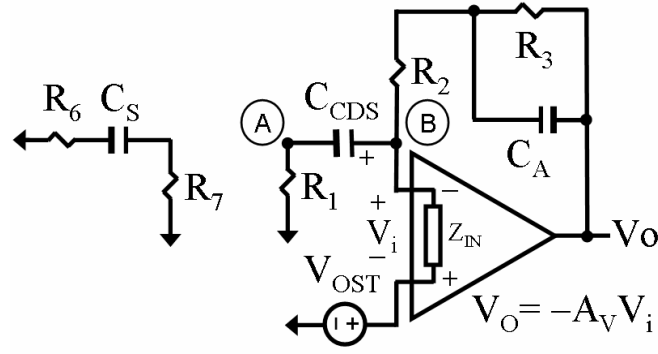 R3
R6
CS
R2
CCDS
A
B
CA
R7
R1
+
+
Vi
−
−
ZIN
+
Vo
VOST
VO = −AVVi
− +